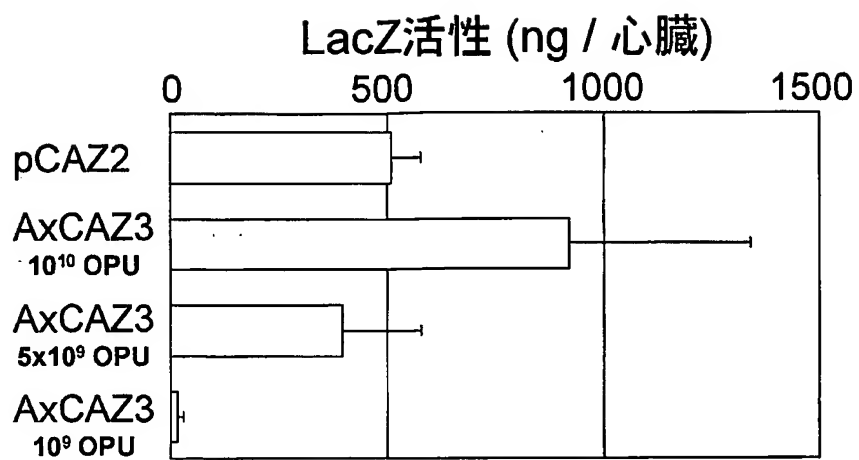 LacZ活性 (ng / 心臓)
0 500 1000 1500
pCAZ2
AxCAZ3
10¹⁰ OPU
AxCAZ3
5x10⁹ OPU
AxCAZ3
10⁹ OPU